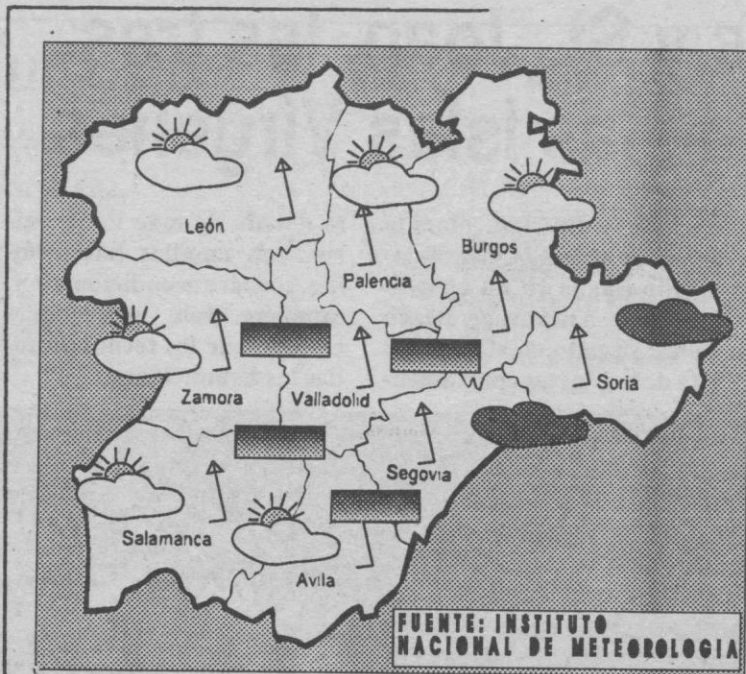 León
Burgos
Palencia
Zamora
Valladolid
Soria
Segovia
Salamanca
Avila
FUENTE: INSTITUTO
NACIONAL DE METEOROLOGIA